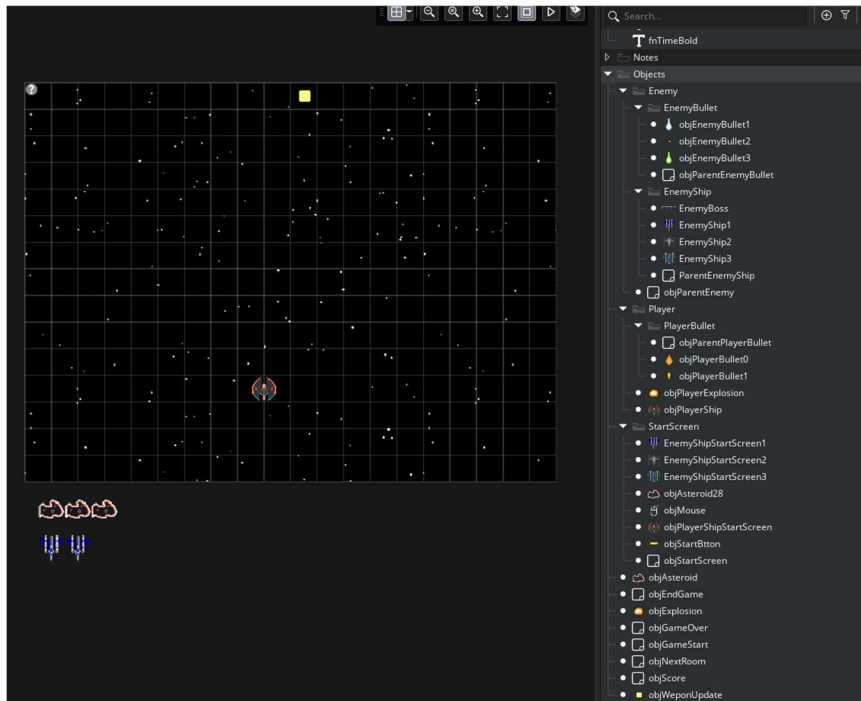 Search...
fnTimeBold
Notes
Objects
Enemy
EnemyBullet
objEnemyBullet1
objEnemyBullet2
objEnemyBullet3
objParentEnemyBullet
EnemyShip
EnemyBoss
EnemyShip1
EnemyShip2
EnemyShip3
ParentEnemyShip
objParentEnemy
Player
PlayerBullet
objParentPlayerBullet
objPlayerBullet0
objPlayerBullet1
objPlayerExplosion
objPlayerShip
StartScreen
EnemyShipStartScreen1
EnemyShipStartScreen2
EnemyShipStartScreen3
objAsteroid28
objMouse
objPlayerShipStartScreen
objStartBtton
objStartScreen
objAsteroid
objEndGame
objExplosion
objGameOver
objGameStart
objNextRoom
objScore
objWeponUpdate